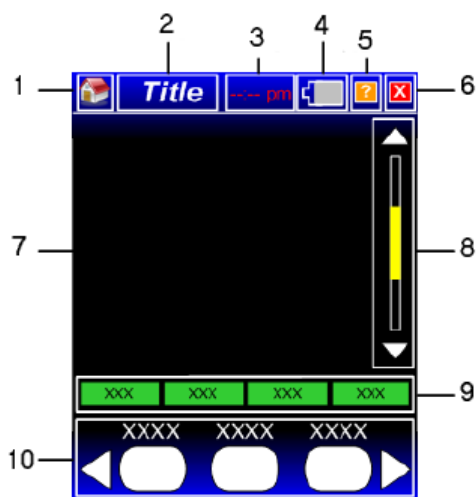 2 3 4 5
1 Title --:-- pm ? X 6
7 8
xxx xxx xxx xxx 9
XXXX XXXX XXXX
10